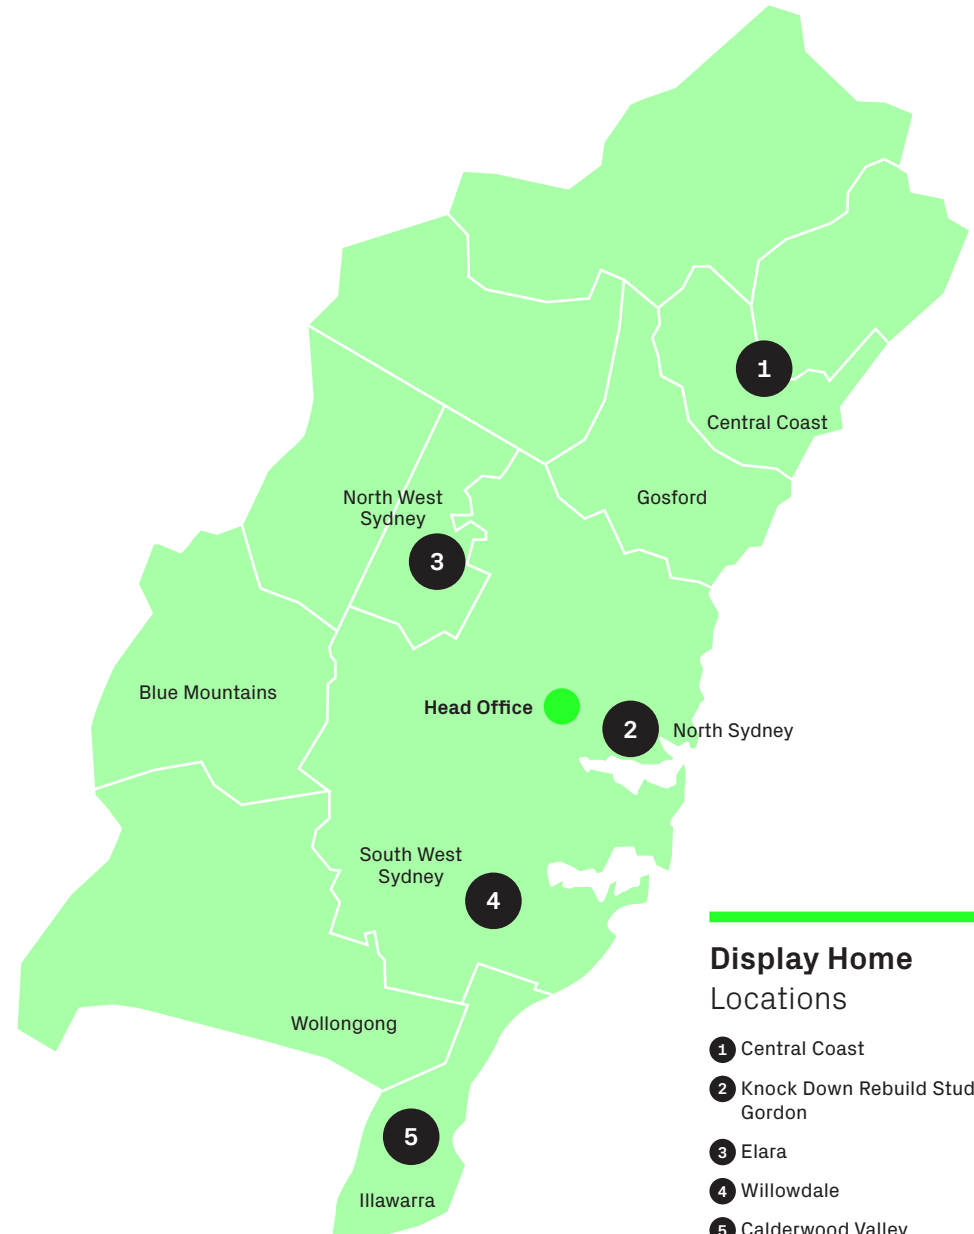 1
Central Coast
North West
Sydney
Gosford
3
Blue Mountains
Head Office
2
North Sydney
South West
Sydney
4
Display Home
Locations
Wollongong
1 Central Coast
2 Knock Down Rebuild Stud
Gordon
5
3 Elara
4 Willowdale
Illawarra
5 Calderwood Valley